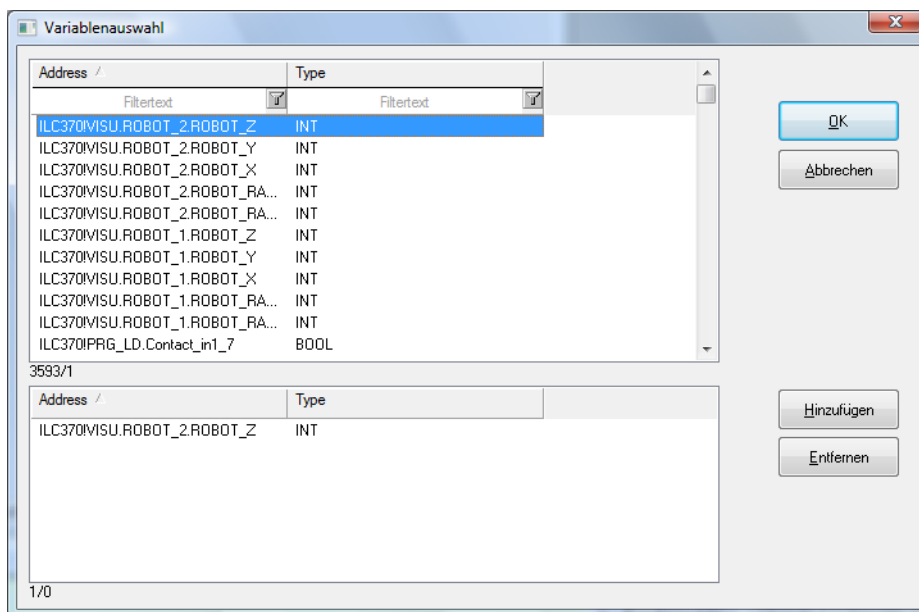 Variablenauswahl
Address Type
Filtertext Filtertext
ILC370!VISU.ROBOT_2.ROBOT_Z INT
ILC370!VISU.ROBOT_2.ROBOT_Y INT
ILC370!VISU.ROBOT_2.ROBOT_X INT
ILC370!VISU.ROBOT_2.ROBOT_RA... INT
ILC370!VISU.ROBOT_2.ROBOT_RA... INT
ILC370!VISU.ROBOT_1.ROBOT_Z INT
ILC370!VISU.ROBOT_1.ROBOT_Y INT
ILC370!VISU.ROBOT_1.ROBOT_X INT
ILC370!VISU.ROBOT_1.ROBOT_RA... INT
ILC370!VISU.ROBOT_1.ROBOT_RA... INT
ILC370!PRG_LD.Contact_in1_7 BOOL
3593/1
OK
Abbrechen
Address Type
ILC370!VISU.ROBOT_2.ROBOT_Z INT
1/0
Hinzufügen
Entfernen